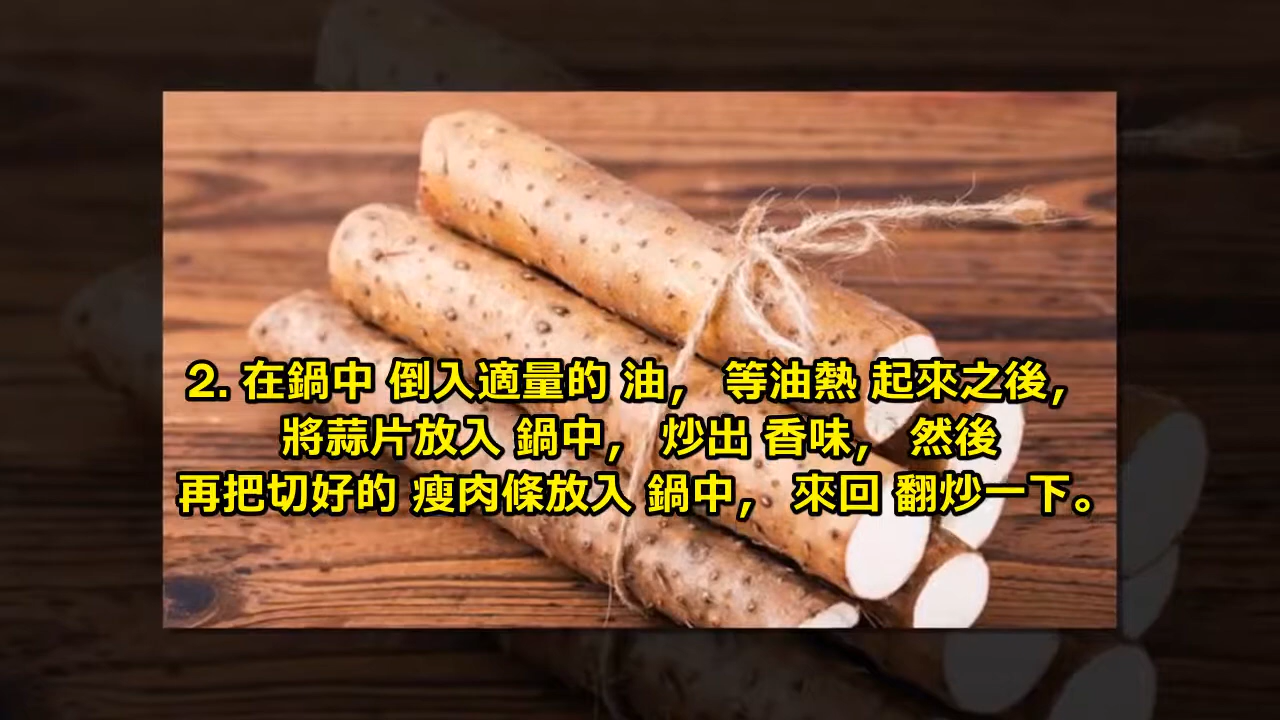 2. 在鍋中 倒入適量的 油， 等油熱 起來之後，
將蒜片放入 鍋中， 炒出 香味， 然後
再把切好的 瘦肉條放入 鍋中， 來回 翻炒一下。